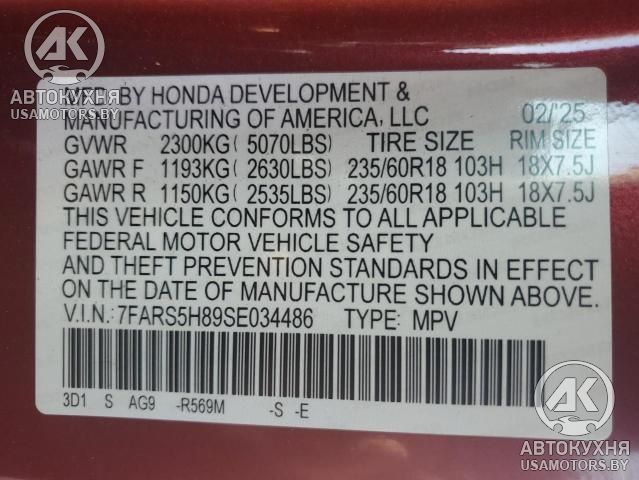 AK
АВТОКУХНЯ
USAMOTORS.BY
MFD. BY HONDA DEVELOPMENT &
MANUFACTURING OF AMERICA, LLC 02/'25
GVWR 2300KG( 5070LBS) TIRE SIZE RIM SIZE
GAWR F 1193KG( 2630LBS) 235/60R18 103H 18X7.5J
GAWR R 1150KG( 2535LBS) 235/60R18 103H 18X7.5J
THIS VEHICLE CONFORMS TO ALL APPLICABLE
FEDERAL MOTOR VEHICLE SAFETY
AND THEFT PREVENTION STANDARDS IN EFFECT
ON THE DATE OF MANUFACTURE SHOWN ABOVE.
V.I.N.:7FARS5H89SE034486 TYPE: MPV
3D1 S AG9 -R569M -S -E
AK
АВТОКУХНЯ
USAMOTORS.BY